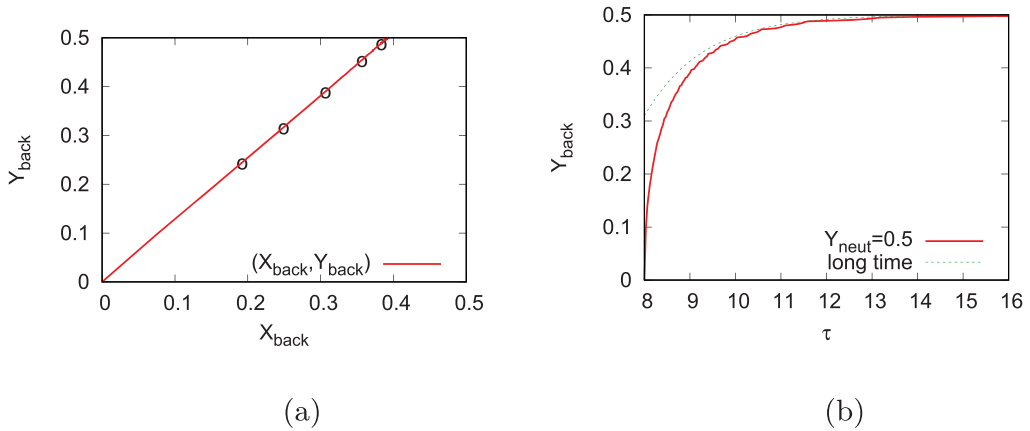 0.5
0.4
0.3
0.2
0.1
0
Y_back
0 0.1 0.2 0.3 0.4 0.5
X_back
(X_back,Y_back)
(a)
0.5
0.4
0.3
0.2
0.1
0
Y_back
8 9 10 11 12 13 14 15 16
τ
Y_neut=0.5
long time
(b)